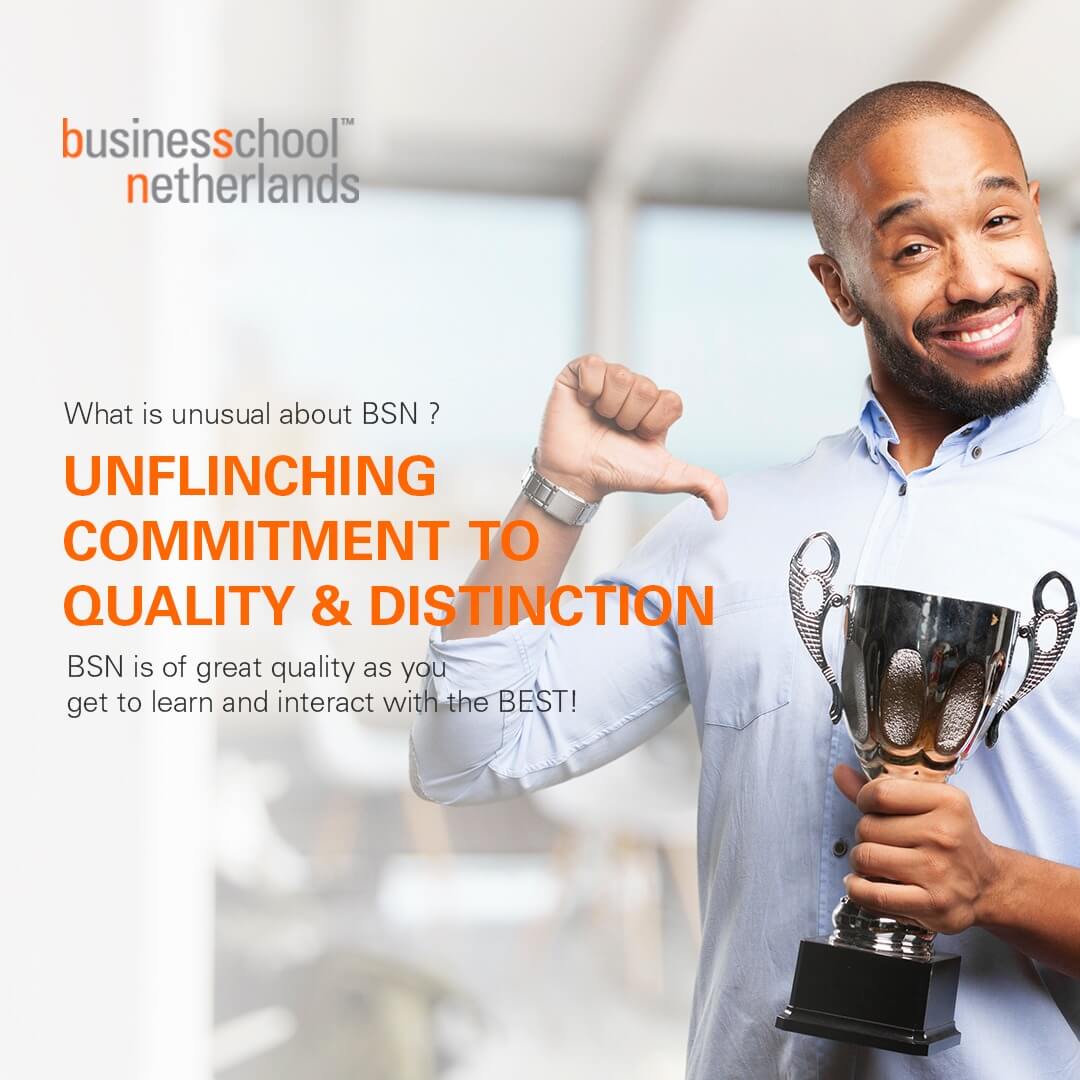 businesschool™
netherlands
What is unusual about BSN ?
UNFLINCHING
COMMITMENT TO
QUALITY & DISTINCTION
BSN is of great quality as you
get to learn and interact with the BEST!